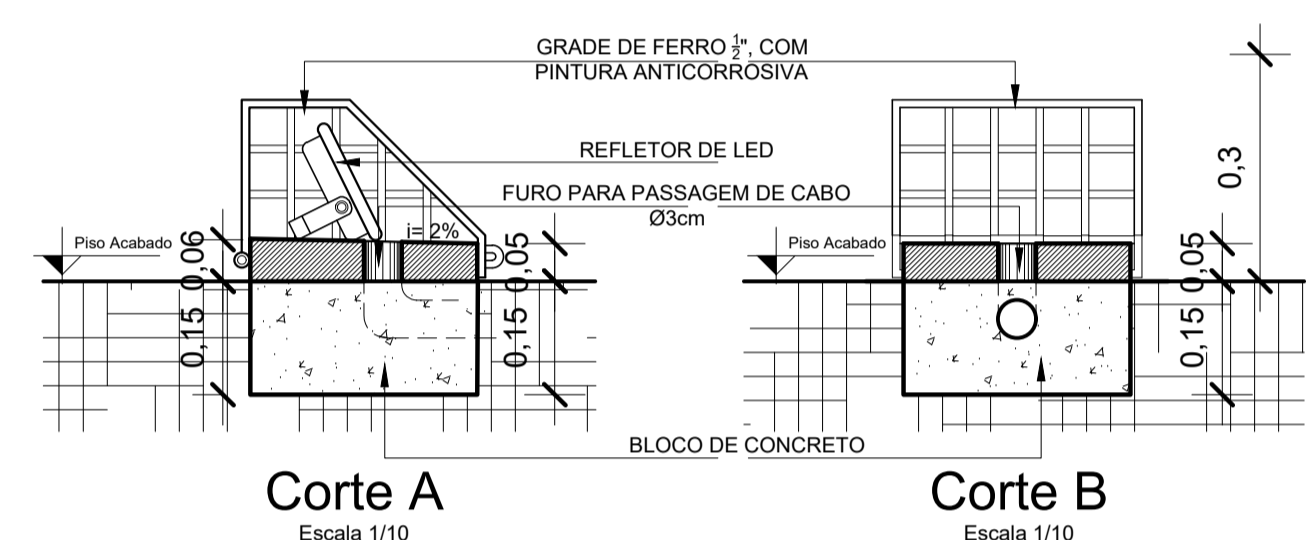 GRADE DE FERRO ½", COM
PINTURA ANTICORROSIVA
REFLETOR DE LED
FURO PARA PASSAGEM DE CABO
Ø3cm
i= 2%
Piso Acabado
0,06
0,15
0,05
0,15
Piso Acabado
0,3
0,05
0,15
BLOCO DE CONCRETO
Corte A
Escala 1/10
Corte B
Escala 1/10